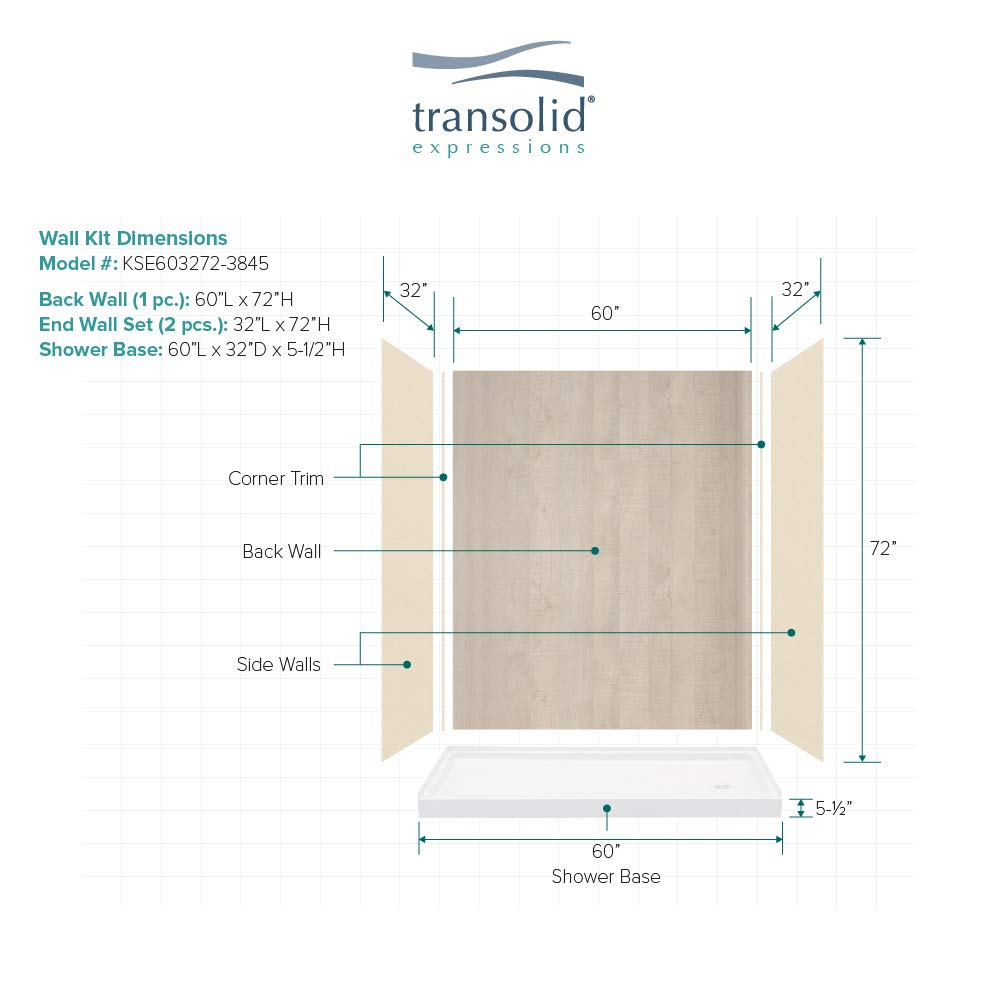 transolid®
expressions
Wall Kit Dimensions
Model #: KSE603272-3845
Back Wall (1 pc.): 60”L x 72”H
End Wall Set (2 pcs.): 32”L x 72”H
Shower Base: 60”L x 32”D x 5-1/2”H
32”
60”
32”
Corner Trim
Back Wall
72”
Side Walls
5-½”
60”
Shower Base